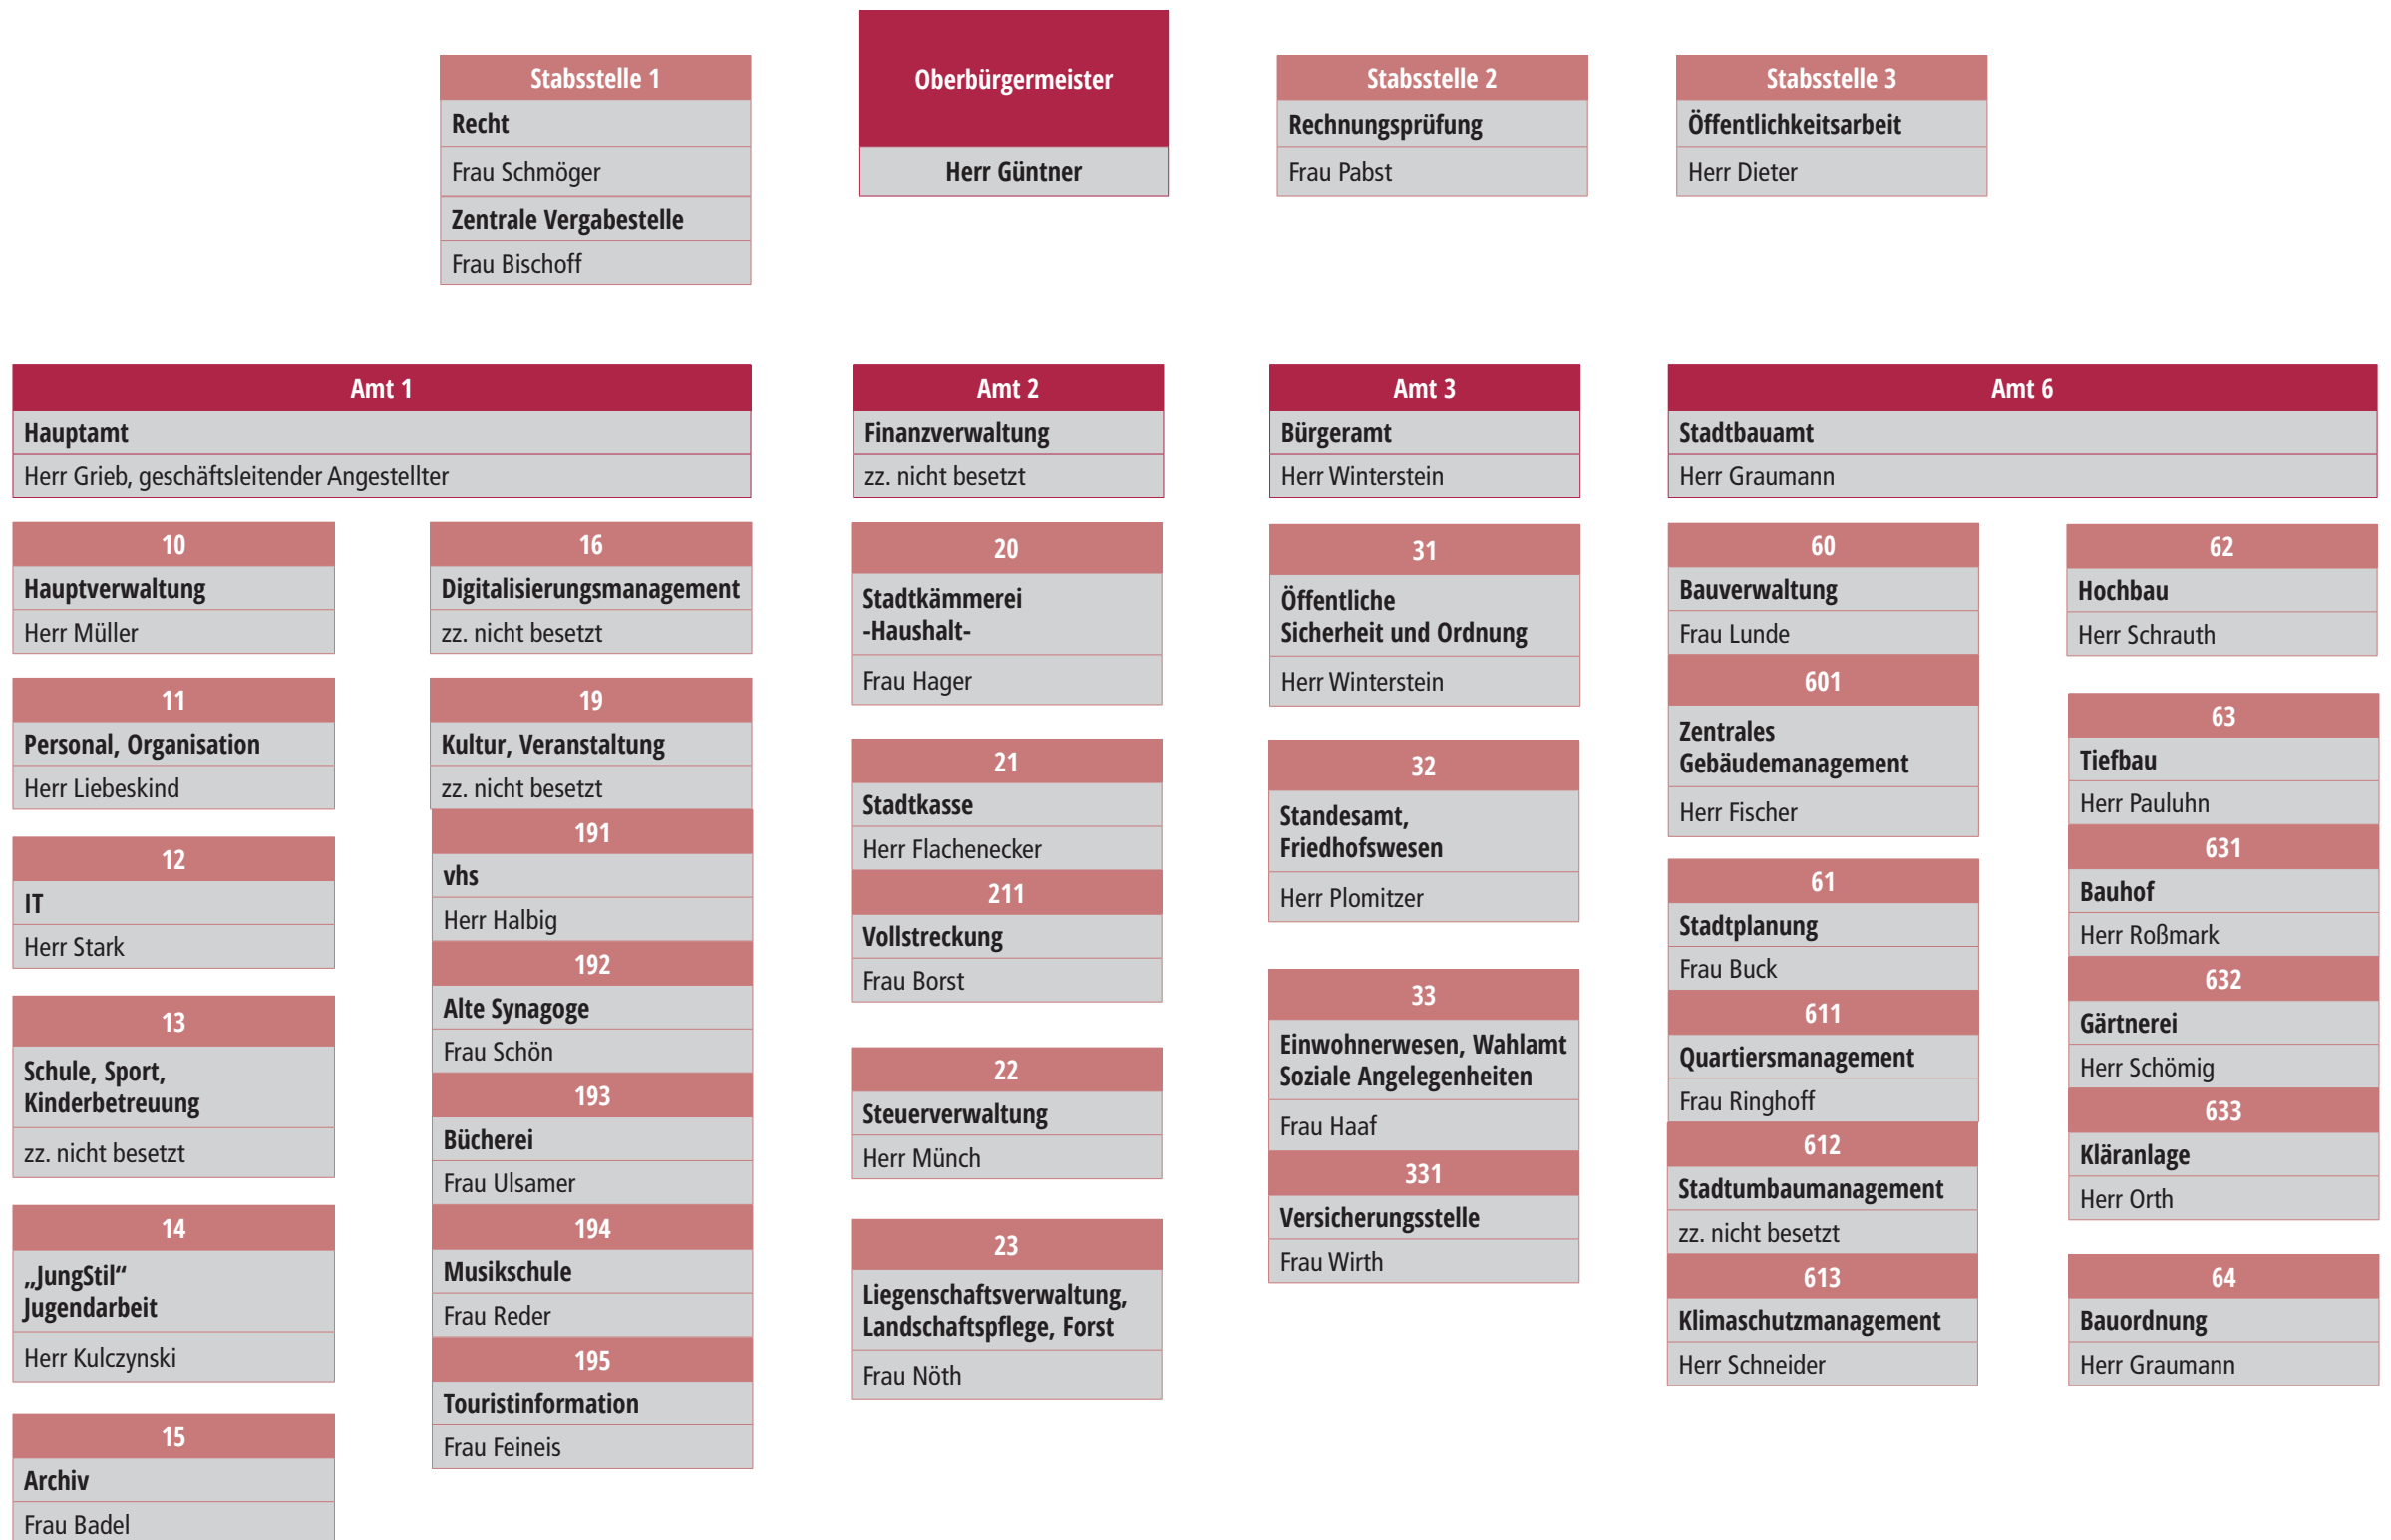 Stabsstelle 1
Recht
Frau Schmöger
Zentrale Vergabestelle
Frau Bischoff
Oberbürgermeister
Herr Güntner
Stabsstelle 2
Rechnungsprüfung
Frau Pabst
Stabsstelle 3
Öffentlichkeitsarbeit
Herr Dieter
Amt 1
Hauptamt
Herr Grieb, geschäftsleitender Angestellter
10
Hauptverwaltung
Herr Müller
11
Personal, Organisation
Herr Liebeskind
12
IT
Herr Stark
13
Schule, Sport,
Kinderbetreuung
zz. nicht besetzt
14
„JungStil“
Jugendarbeit
Herr Kulczynski
15
Archiv
Frau Badel
16
Digitalisierungsmanagement
zz. nicht besetzt
19
Kultur, Veranstaltung
zz. nicht besetzt
191
vhs
Herr Halbig
192
Alte Synagoge
Frau Schön
193
Bücherei
Frau Ulsamer
194
Musikschule
Frau Reder
195
Touristinformation
Frau Feineis
Amt 2
Finanzverwaltung
zz. nicht besetzt
20
Stadtkämmerei
-Haushalt-
Frau Hager
21
Stadtkasse
Herr Flachenecker
211
Vollstreckung
Frau Borst
22
Steuerverwaltung
Herr Münch
23
Liegenschaftsverwaltung,
Landschaftspflege, Forst
Frau Nöth
Amt 3
Bürgeramt
Herr Winterstein
31
Öffentliche
Sicherheit und Ordnung
Herr Winterstein
32
Standesamt,
Friedhofswesen
Herr Plomitzer
33
Einwohnerwesen, Wahlamt
Soziale Angelegenheiten
Frau Haaf
331
Versicherungsstelle
Frau Wirth
Amt 6
Stadtbauamt
Herr Graumann
60
Bauverwaltung
Frau Lunde
601
Zentrales
Gebäudemanagement
Herr Fischer
61
Stadtplanung
Frau Buck
611
Quartiersmanagement
Frau Ringhoff
612
Stadtumbaumanagement
zz. nicht besetzt
613
Klimaschutzmanagement
Herr Schneider
62
Hochbau
Herr Schrauth
63
Tiefbau
Herr Pauluhn
631
Bauhof
Herr Roßmark
632
Gärtnerei
Herr Schömig
633
Kläranlage
Herr Orth
64
Bauordnung
Herr Graumann